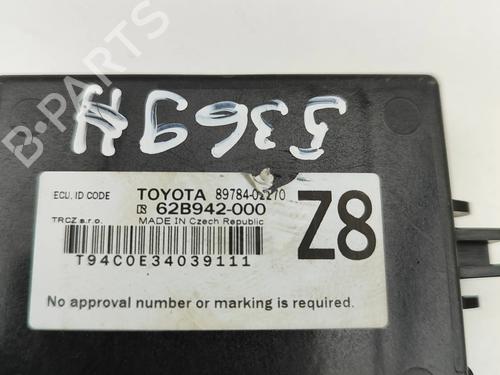 B-PARTS
5369 H
ECU, ID CODE TOYOTA 89784-02270
62B942-000
TRCZ s.r.o. MADE IN Czech Republic
Z8
T94C0E34039111
No approval number or marking is required.